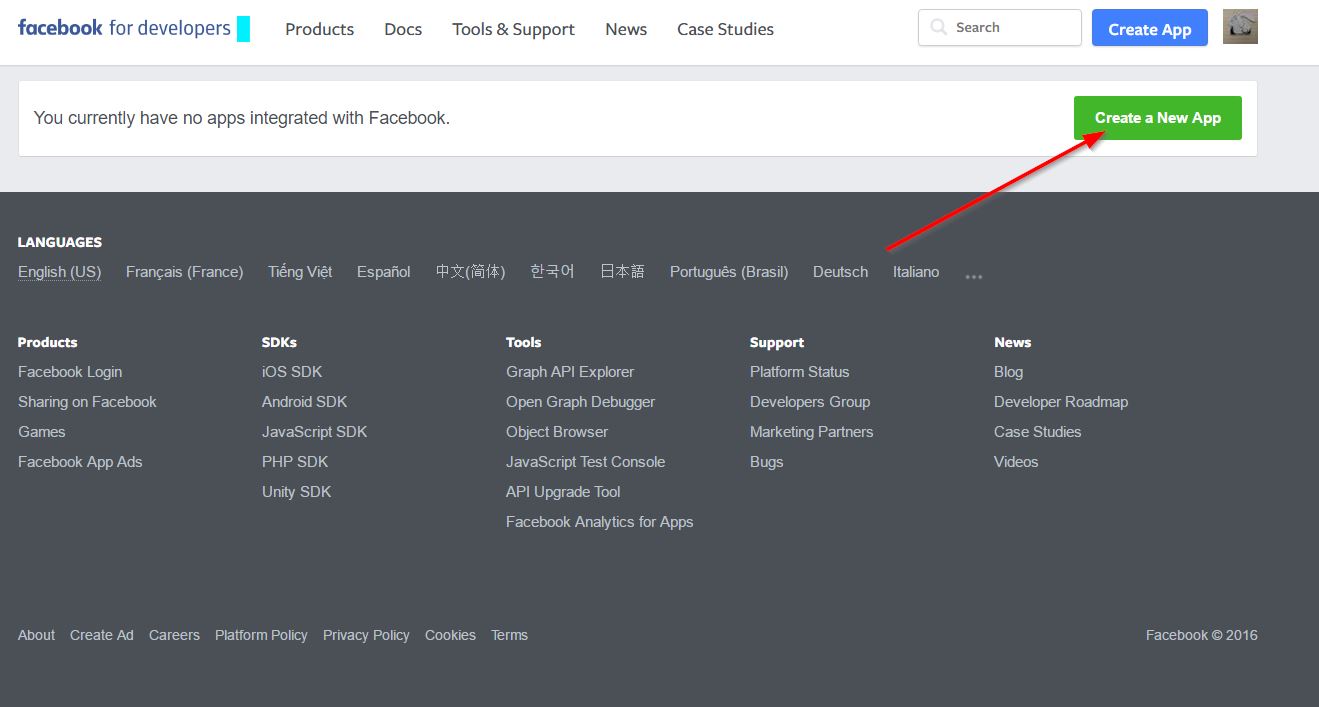 facebook for developers Products Docs Tools & Support News Case Studies Search Create App
You currently have no apps integrated with Facebook. Create a New App
LANGUAGES
English (US) Français (France) Tiếng Việt Español 中文(简体) 한국어 日本語 Português (Brasil) Deutsch Italiano ...
Products SDKs Tools Support News
Facebook Login iOS SDK Graph API Explorer Platform Status Blog
Sharing on Facebook Android SDK Open Graph Debugger Developers Group Developer Roadmap
Games JavaScript SDK Object Browser Marketing Partners Case Studies
Facebook App Ads PHP SDK JavaScript Test Console Bugs Videos
Unity SDK API Upgrade Tool
Facebook Analytics for Apps
About Create Ad Careers Platform Policy Privacy Policy Cookies Terms Facebook © 2016